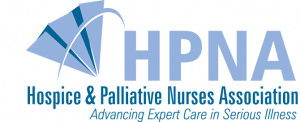 HPNA
Hospice & Palliative Nurses Association
Advancing Expert Care in Serious Illness